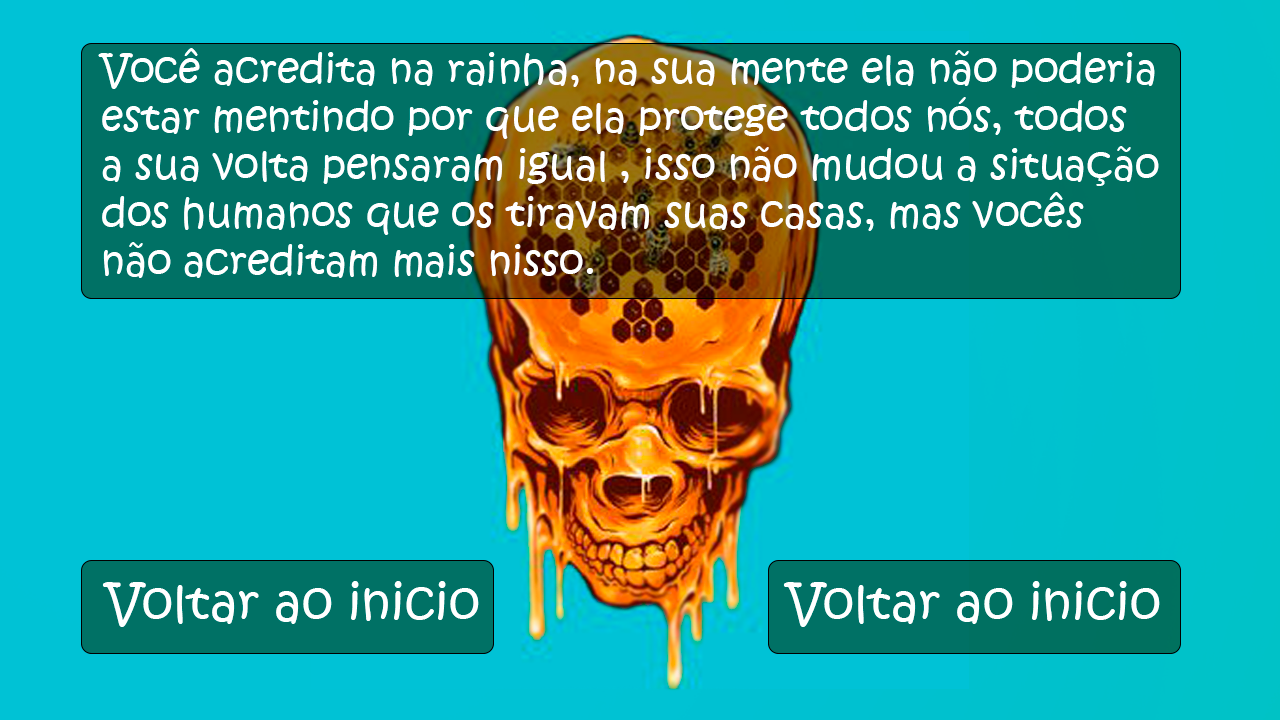 Você acredita na rainha, na sua mente ela não poderia
estar mentindo por que ela protege todos nós, todos
a sua volta pensaram igual , isso não mudou a situação
dos humanos que os tiravam suas casas, mas vocês
não acreditam mais nisso.
Voltar ao inicio
Voltar ao inicio